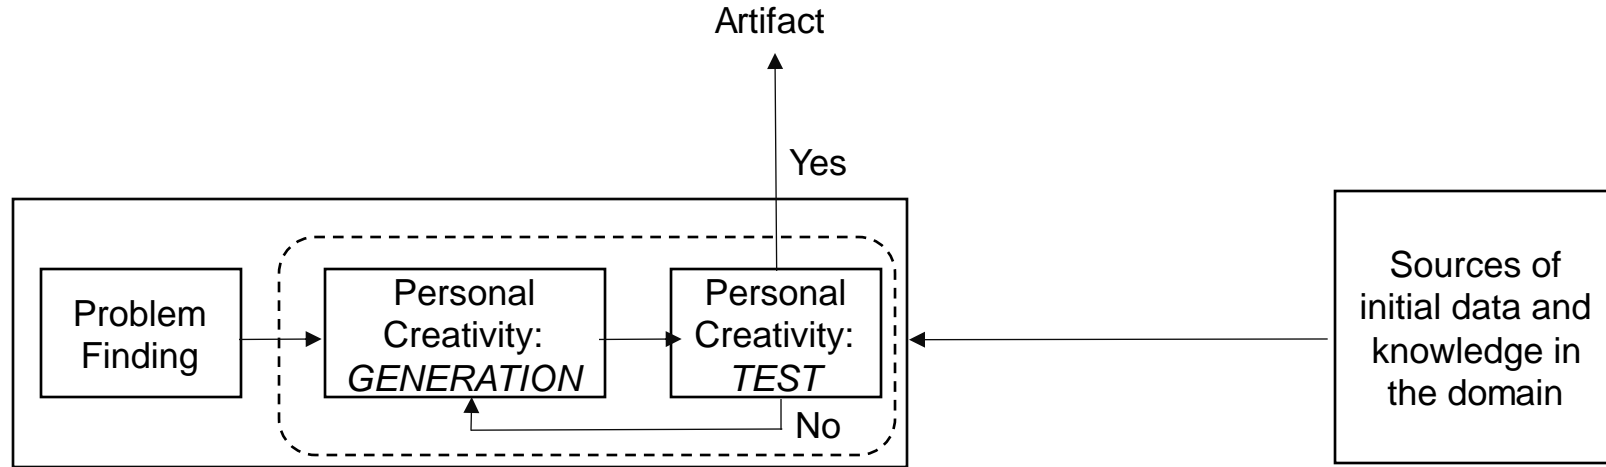 Artifact
Yes
Problem
Finding
Personal
Creativity:
GENERATION
Personal
Creativity:
TEST
No
Sources of
initial data and
knowledge in
the domain